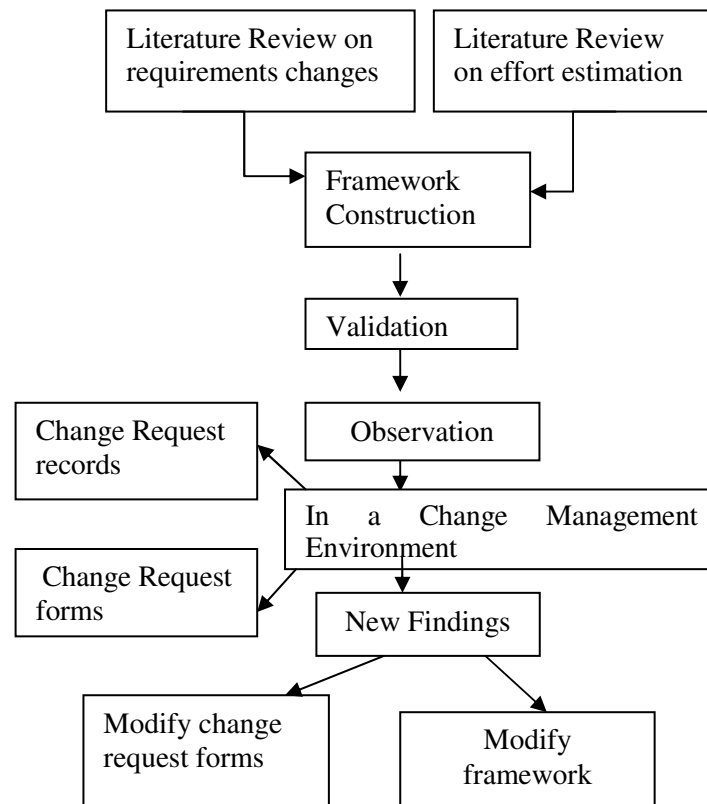 Literature Review on
requirements changes
Literature Review
on effort estimation
Framework
Construction
Validation
Observation
Change Request
records
In a Change Management
Environment
Change Request
forms
New Findings
Modify change
request forms
Modify
framework